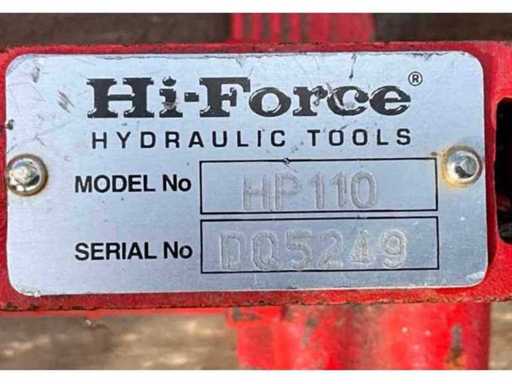 Hi-Force®
HYDRAULIC TOOLS
MODEL No HP110
SERIAL No DQ5249